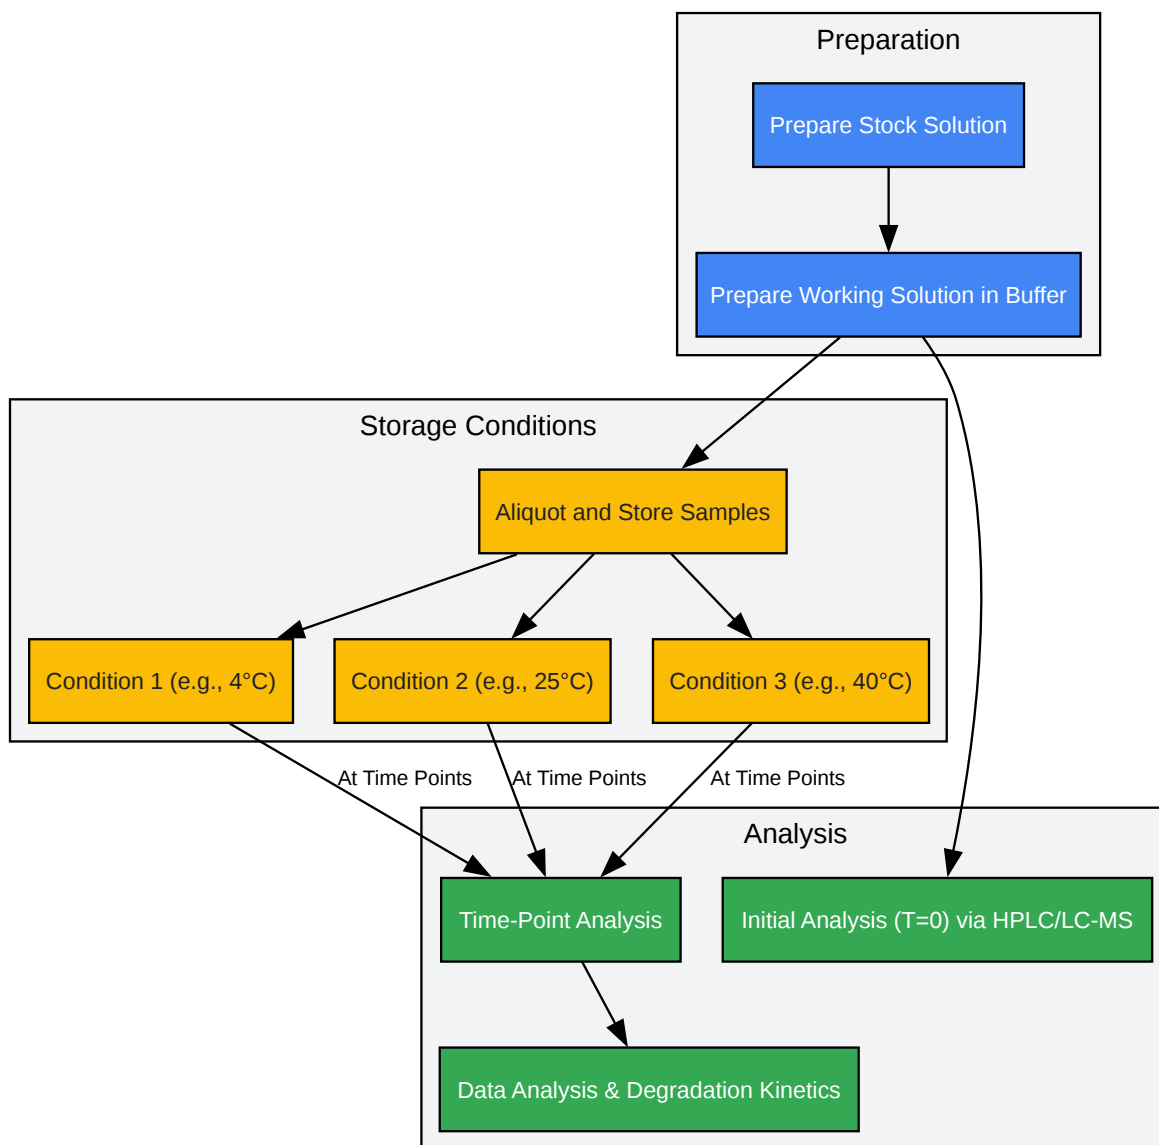 Preparation
Prepare Stock Solution
Prepare Working Solution in Buffer
Storage Conditions
Aliquot and Store Samples
Condition 1 (e.g., 4°C)
Condition 2 (e.g., 25°C)
Condition 3 (e.g., 40°C)
At Time Points
At Time Points
At Time Points
Analysis
Time-Point Analysis
Initial Analysis (T=0) via HPLC/LC-MS
Data Analysis & Degradation Kinetics